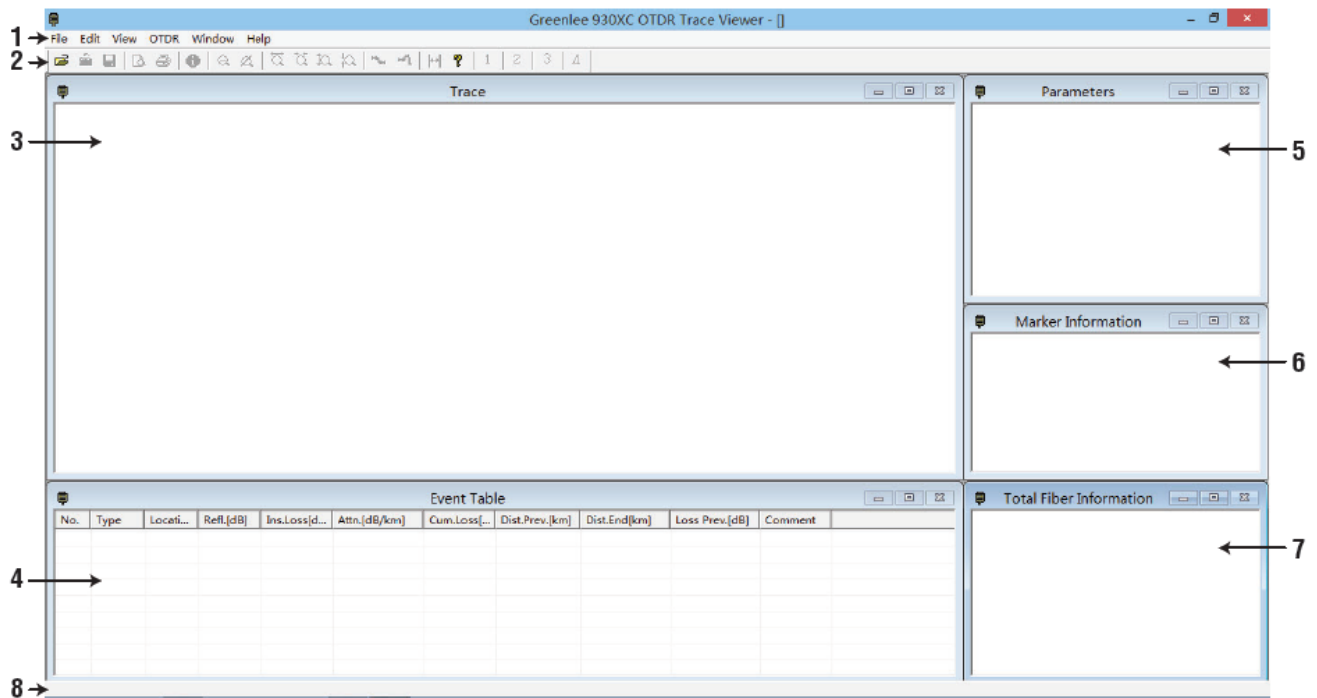 Greenlee 930XC OTDR Trace Viewer - []
1
File Edit View OTDR Window Help
2
1 2 3 4
Trace
3
Parameters
5
Marker Information
6
Event Table
No. Type Locati... Refl.[dB] Ins.Loss[d... Attn.[dB/km] Cum.Loss[... Dist.Prev.[km] Dist.End[km] Loss Prev.[dB] Comment
4
Total Fiber Information
7
8